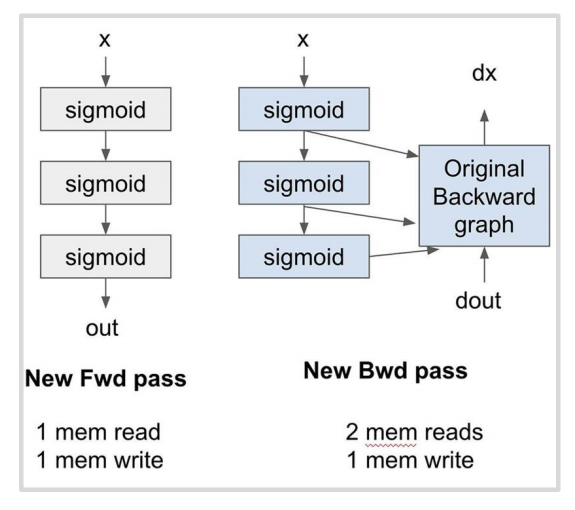 x
sigmoid
sigmoid
sigmoid
out
New Fwd pass
1 mem read
1 mem write
x
sigmoid
sigmoid
sigmoid
dx
Original
Backward
graph
dout
New Bwd pass
2 mem reads
1 mem write